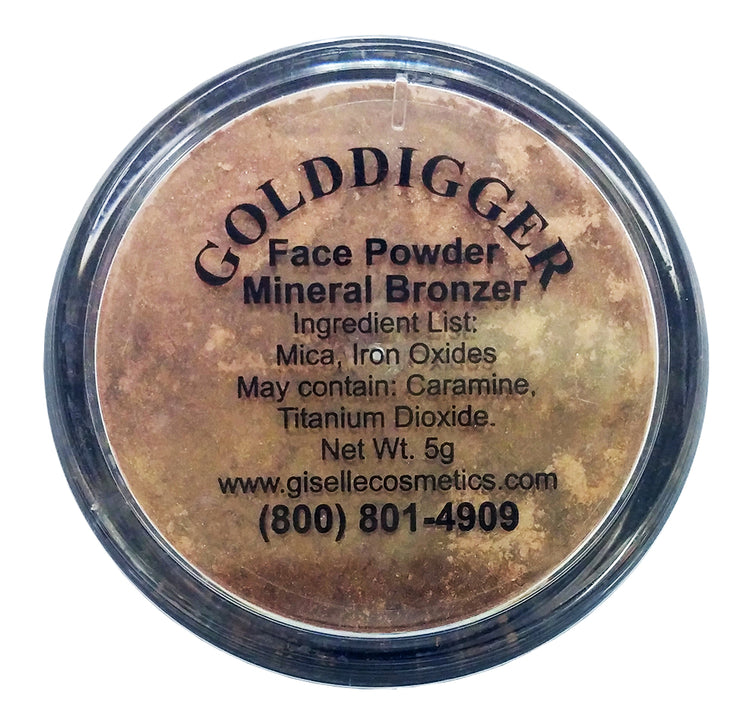 GOLDDIGGER
Face Powder
Mineral Bronzer
Ingredient List:
Mica, Iron Oxides
May contain: Caramine,
Titanium Dioxide.
Net Wt. 5g
www.gisellecosmetics.com
(800) 801-4909